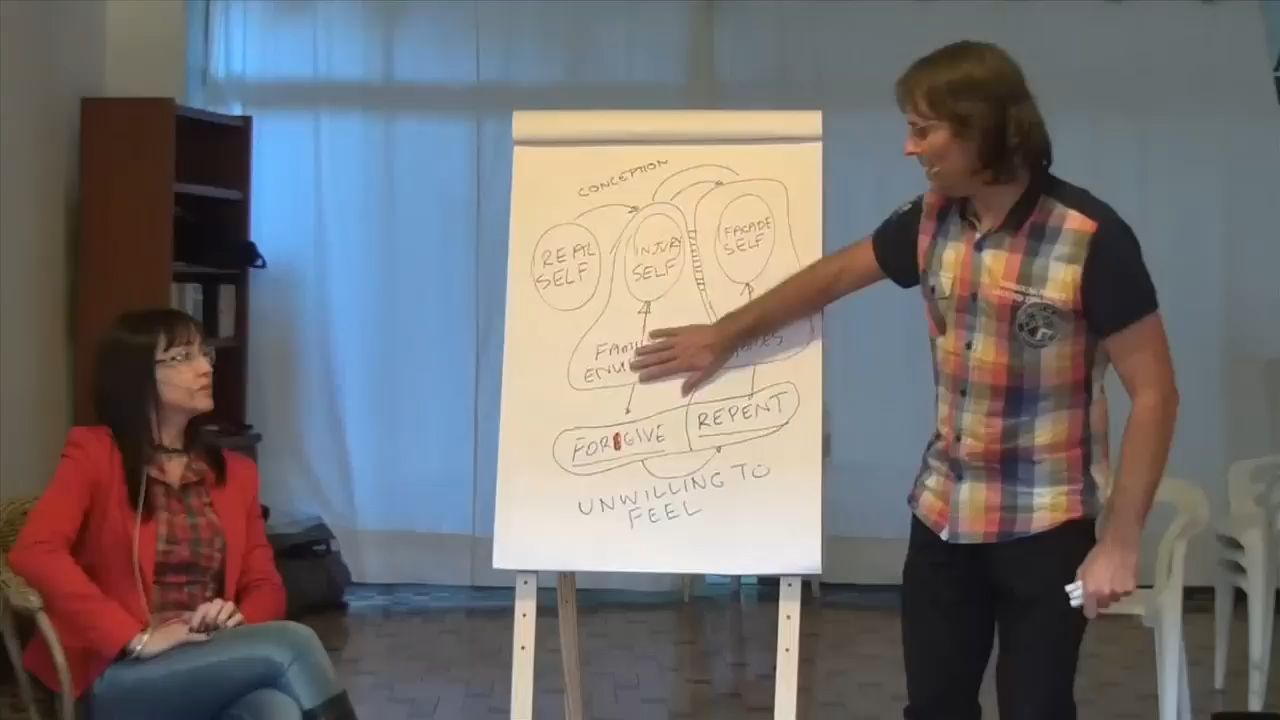 CONCEPTION
REAL
SELF
INJURY
SELF
FACADE
SELF
FORGIVE
REPENT
UNWILLING TO
FEEL